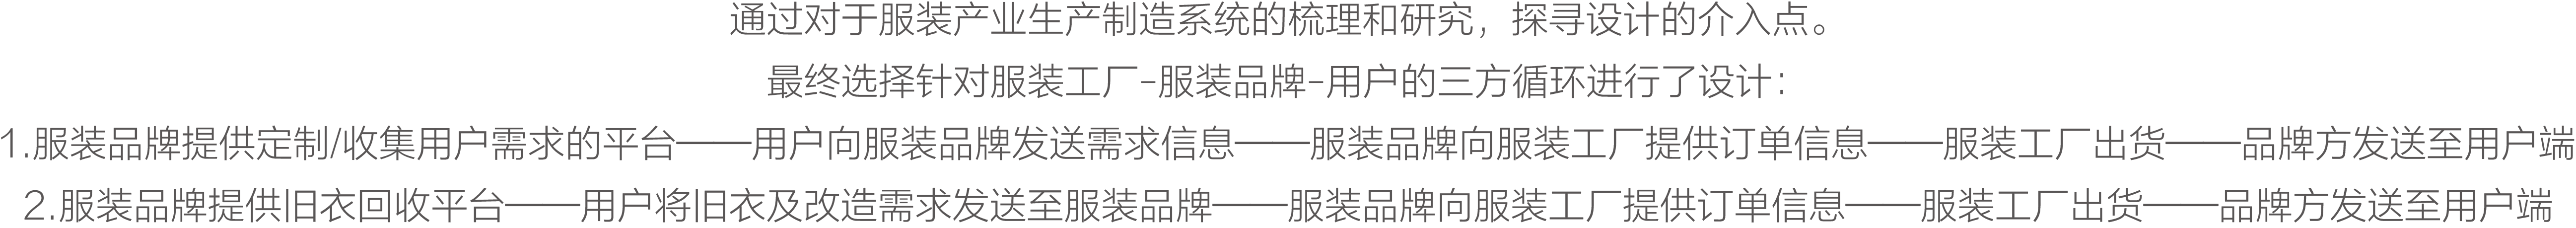 通过对于服装产业生产制造系统的梳理和研究，探寻设计的介入点。
最终选择针对服装工厂-服装品牌-用户的三方循环进行了设计：
1.服装品牌提供定制/收集用户需求的平台——用户向服装品牌发送需求信息——服装品牌向服装工厂提供订单信息——服装工厂出货——品牌方发送至用户端
2.服装品牌提供旧衣回收平台——用户将旧衣及改造需求发送至服装品牌——服装品牌向服装工厂提供订单信息——服装工厂出货——品牌方发送至用户端